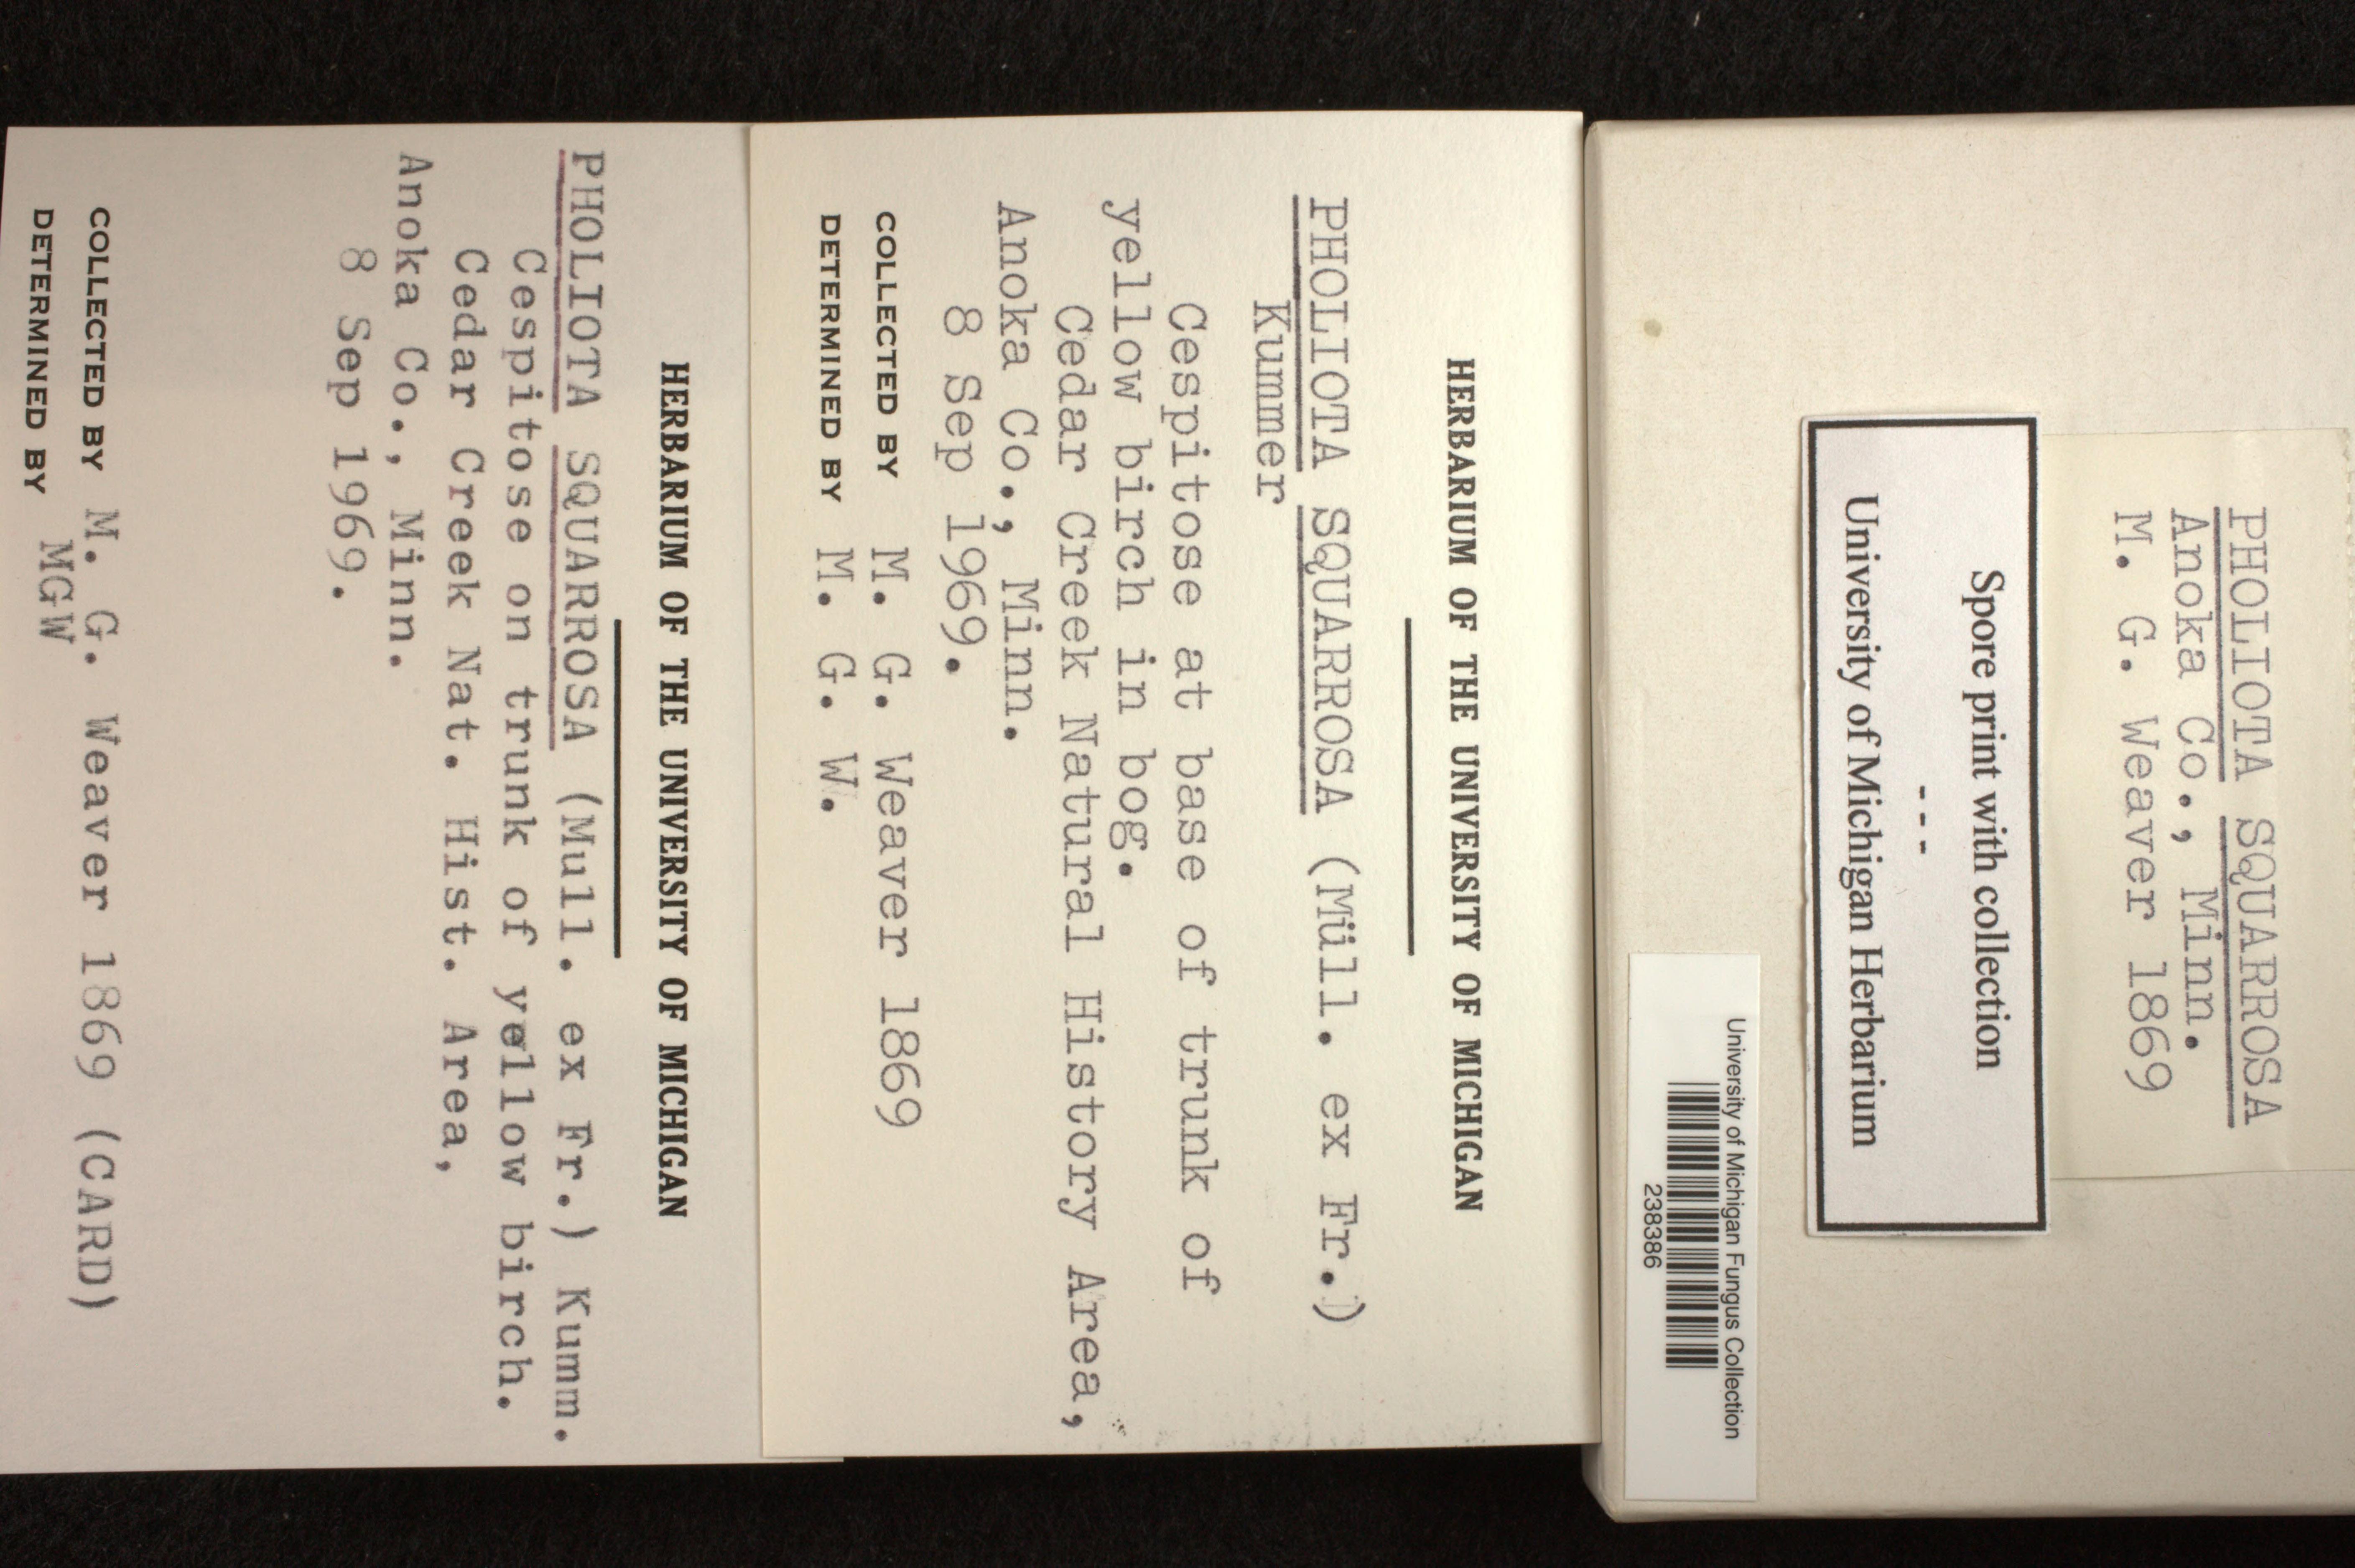 PHOLIOTA SQUARROSA
Anoka Co., Minn.
M. G. Weaver 1869
Spore print with collection
---
University of Michigan Herbarium
University of Michigan Fungus Collection
238386
HERBARIUM OF THE UNIVERSITY OF MICHIGAN
PHOLIOTA SQUARROSA (Müll. ex Fr.)
Kummer
Cespitose at base of trunk of
yellow birch in bog.
Cedar Creek Natural History Area,
Anoka Co., Minn.
8 Sep 1969.
COLLECTED BY M. G. Weaver 1869
DETERMINED BY M. G. W.
HERBARIUM OF THE UNIVERSITY OF MICHIGAN
PHOLIOTA SQUARROSA (Mull. ex Fr.) Kumm.
Cespitose on trunk of yellow birch.
Cedar Creek Nat. Hist. Area,
Anoka Co., Minn.
8 Sep 1969.
COLLECTED BY M. G. Weaver 1869 (CARD)
DETERMINED BY MGW